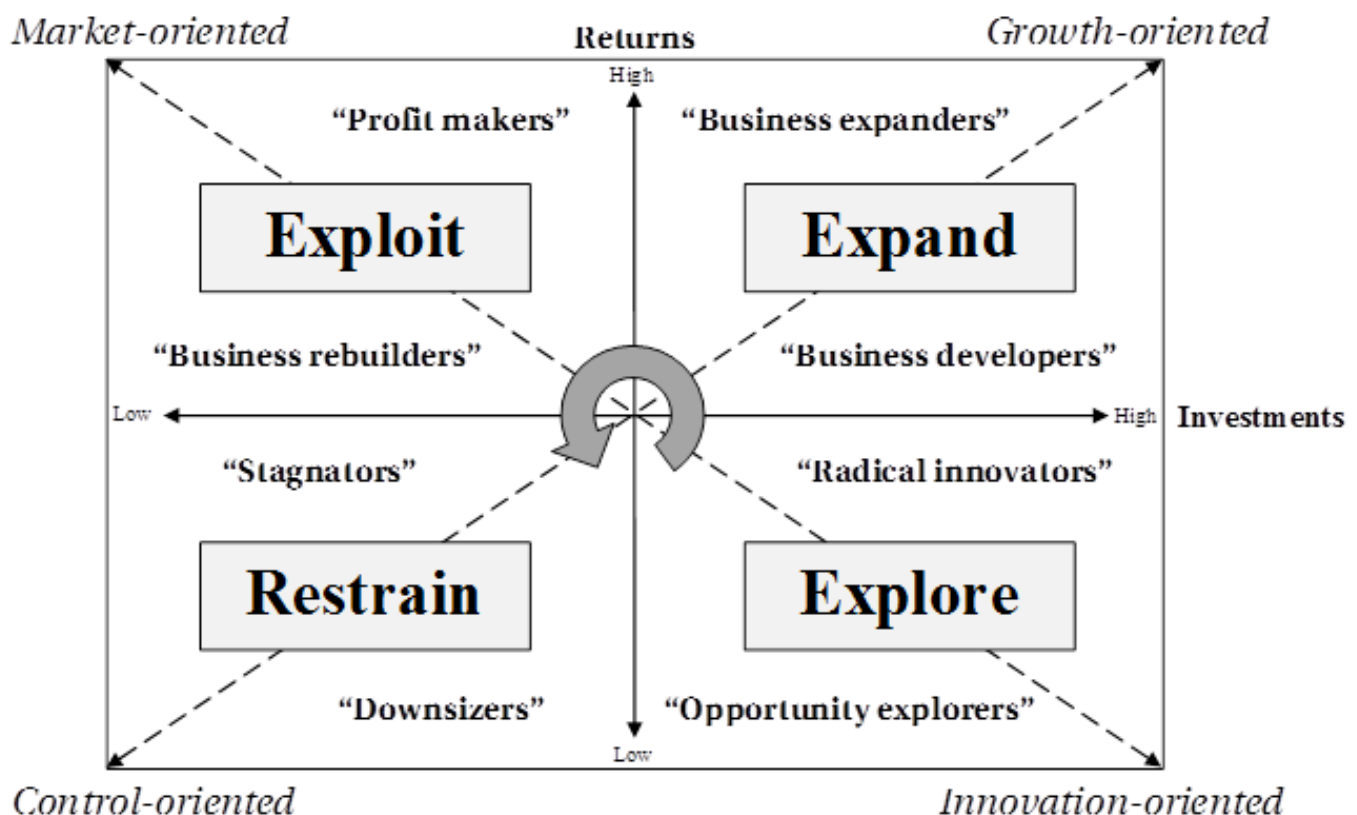 Market-oriented
Returns
Growth-oriented
High
“Profit makers”
“Business expanders”
Exploit
Expand
“Business rebuilders”
“Business developers”
Low
High
Investments
“Stagnators”
“Radical innovators”
Restrain
Explore
“Downsizers”
“Opportunity explorers”
Low
Control-oriented
Innovation-oriented